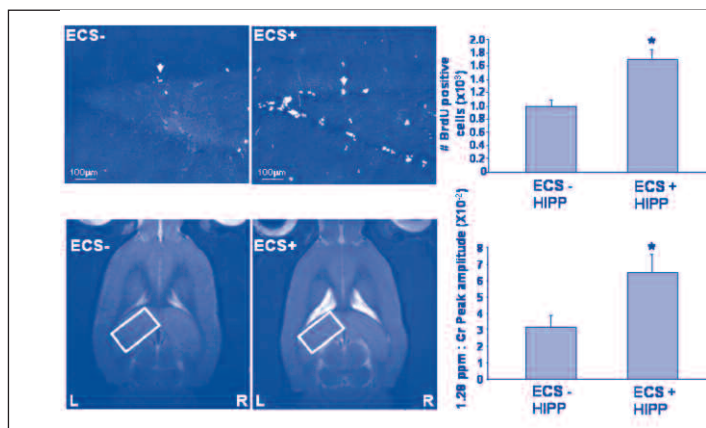 ECS-
ECS+
100µm
100µm
# BrdU positive
cells (x10³)
2.0
1.8
1.6
1.4
1.2
1.0
0.8
0.6
0.4
0.2
0
*
ECS -
HIPP
ECS +
HIPP
ECS-
ECS+
L
R
L
R
1.28 ppm : Cr Peak amplitude (X10⁻²)
8
7
6
5
4
3
2
1
0
*
ECS -
HIPP
ECS +
HIPP